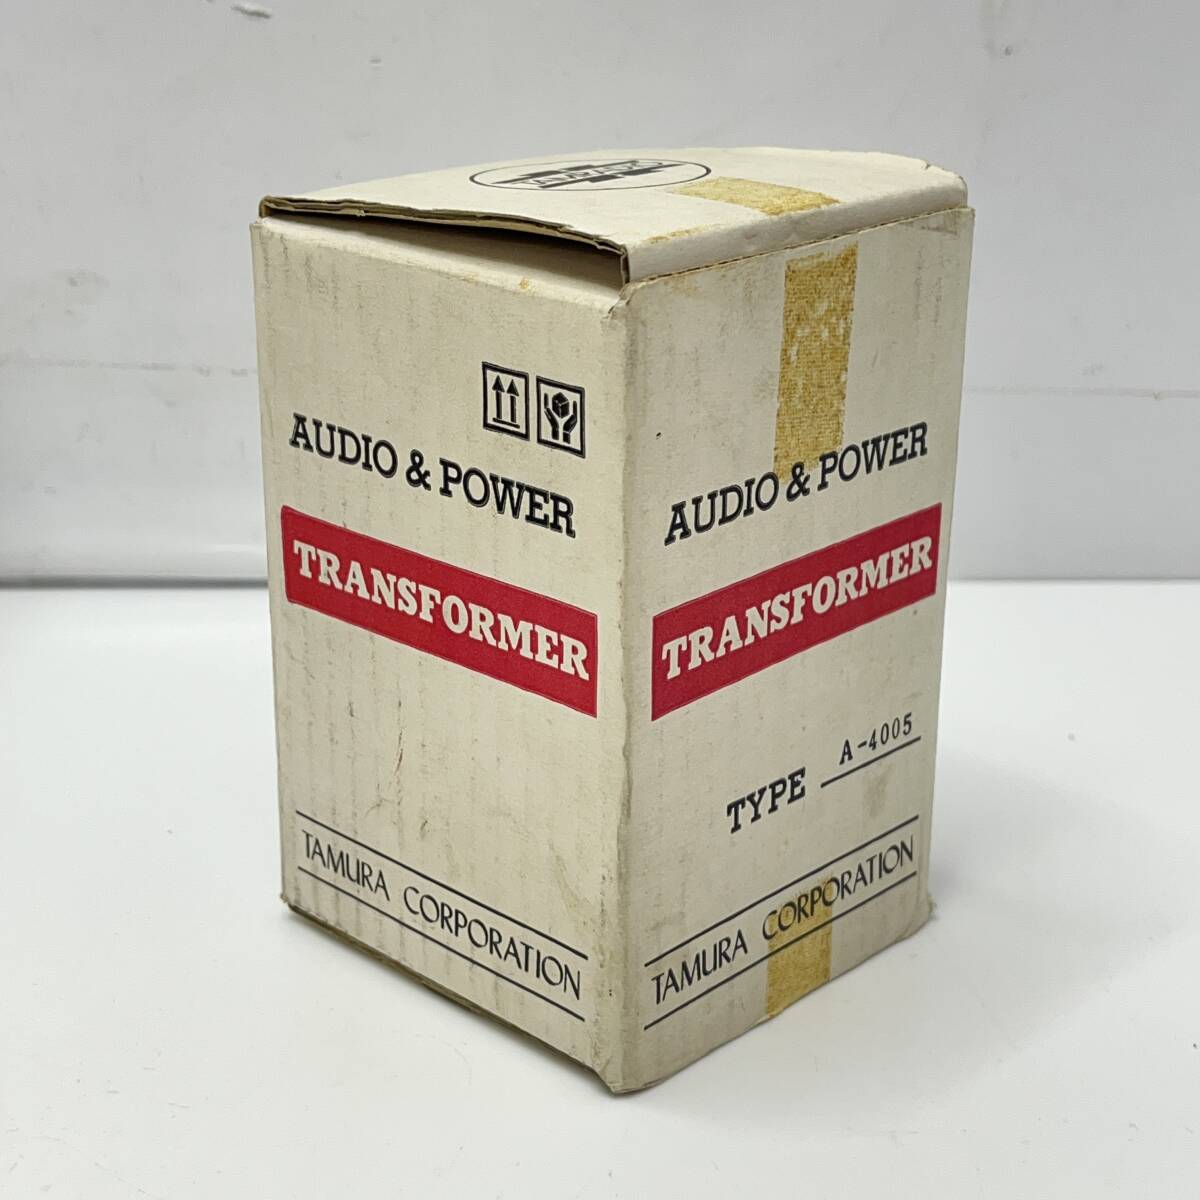 AUDIO & POWER
TRANSFORMER
TAMURA CORPORATION
AUDIO & POWER
TRANSFORMER
TYPE A-4005
TAMURA CORPORATION